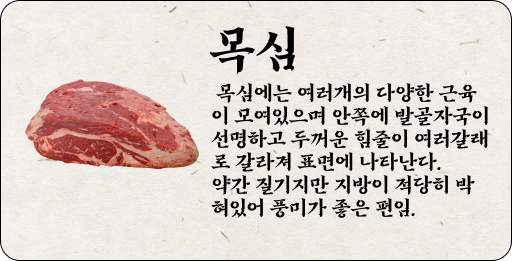 목심
목심에는 여러개의 다양한 근육
이 모여있으며 안쪽에 발골자국이
선명하고 두꺼운 힘줄이 여러갈래
로 갈라져 표면에 나타난다.
약간 질기지만 지방이 적당히 박
혀있어 풍미가 좋은 편임.